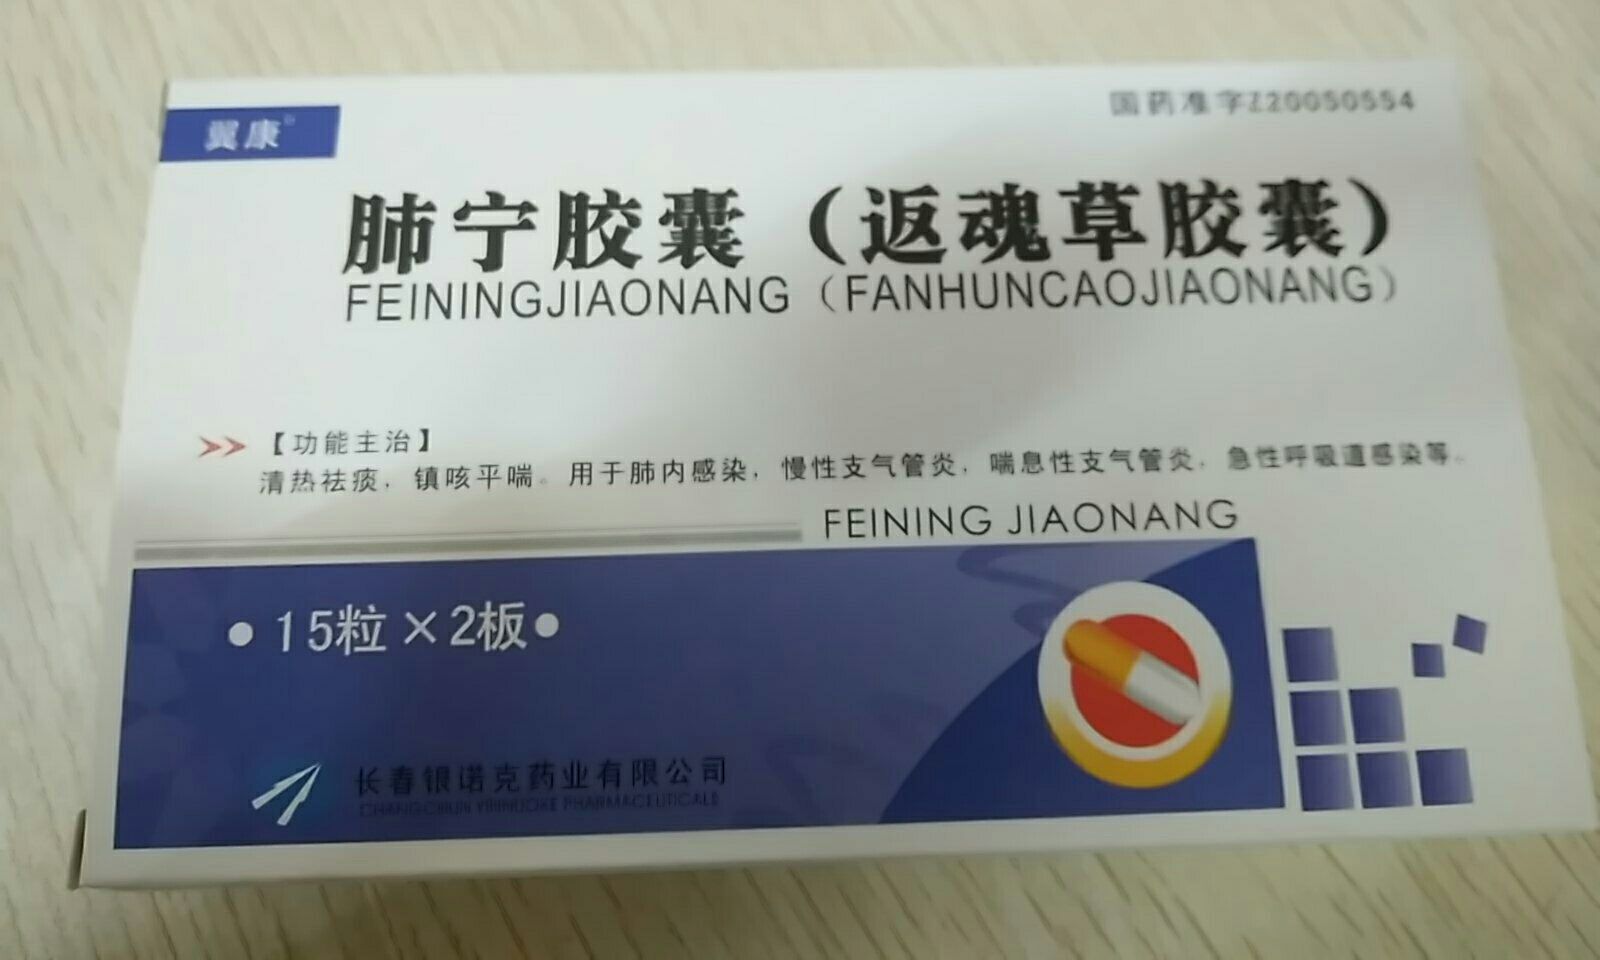 国药准字Z20050554
翼康
肺宁胶囊（返魂草胶囊）
FEININGJIAONANG（FANHUNCAOJIAONANG）
【功能主治】
清热祛痰，镇咳平喘。用于肺内感染，慢性支气管炎，喘息性支气管炎，急性呼吸道感染等。
FEINING JIAONANG
•15粒×2板•
长春银诺克药业有限公司
CHANGCHUN YINNUOKE PHARMACEUTICALS